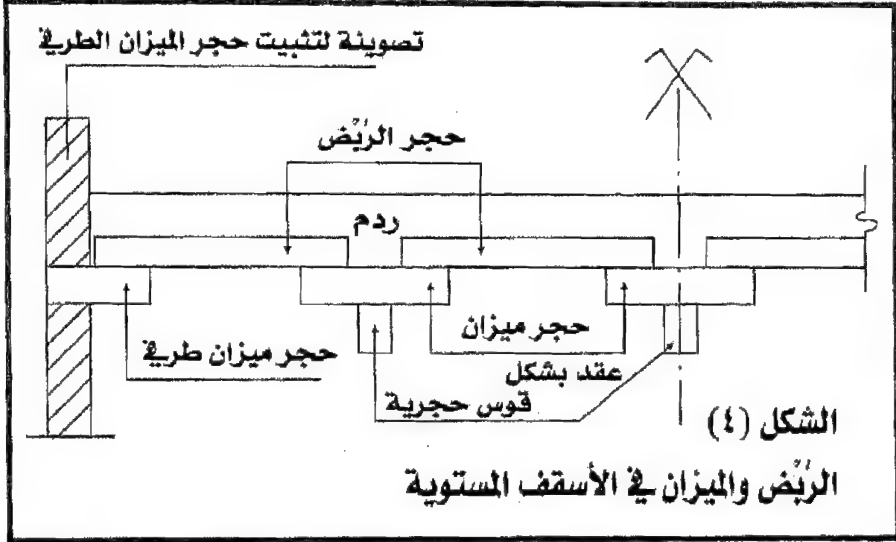 تصوينة لتثبيت حجر الميزان الطرفي
حجر الرَّبَض
ردم
حجر ميزان
حجر ميزان طرفي
عقد بشكل
قوس حجرية
الشكل (٤)
الرَّبَض والميزان في الأسقف المستوية